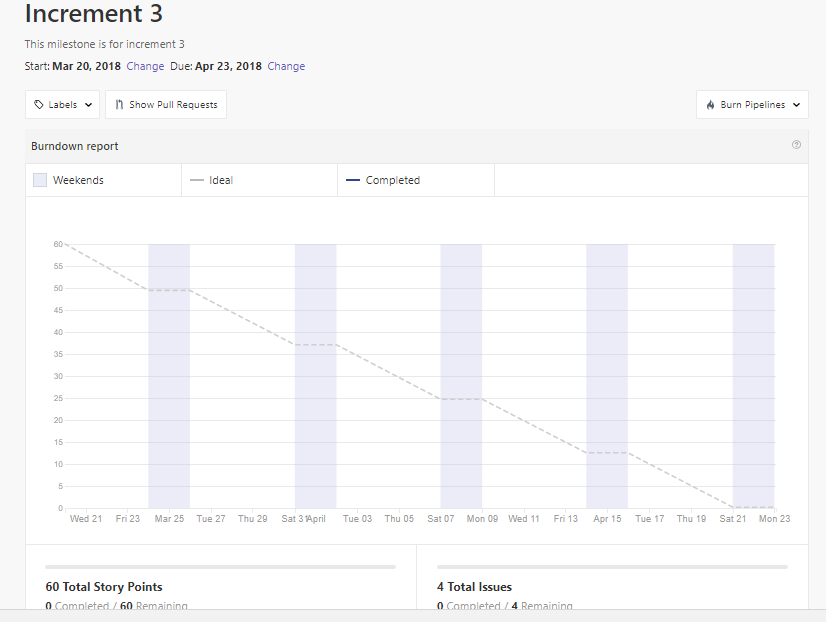 Increment 3
This milestone is for increment 3
Start: Mar 20, 2018 Change Due: Apr 23, 2018 Change
Labels Show Pull Requests Burn Pipelines
Burndown report
Weekends Ideal Completed
60
55
50
45
40
35
30
25
20
15
10
5
0
Wed 21 Fri 23 Mar 25 Tue 27 Thu 29 Sat 31 April Tue 03 Thu 05 Sat 07 Mon 09 Wed 11 Fri 13 Apr 15 Tue 17 Thu 19 Sat 21 Mon 23
60 Total Story Points 4 Total Issues
0 Completed / 60 Remaining 0 Completed / 4 Remaining